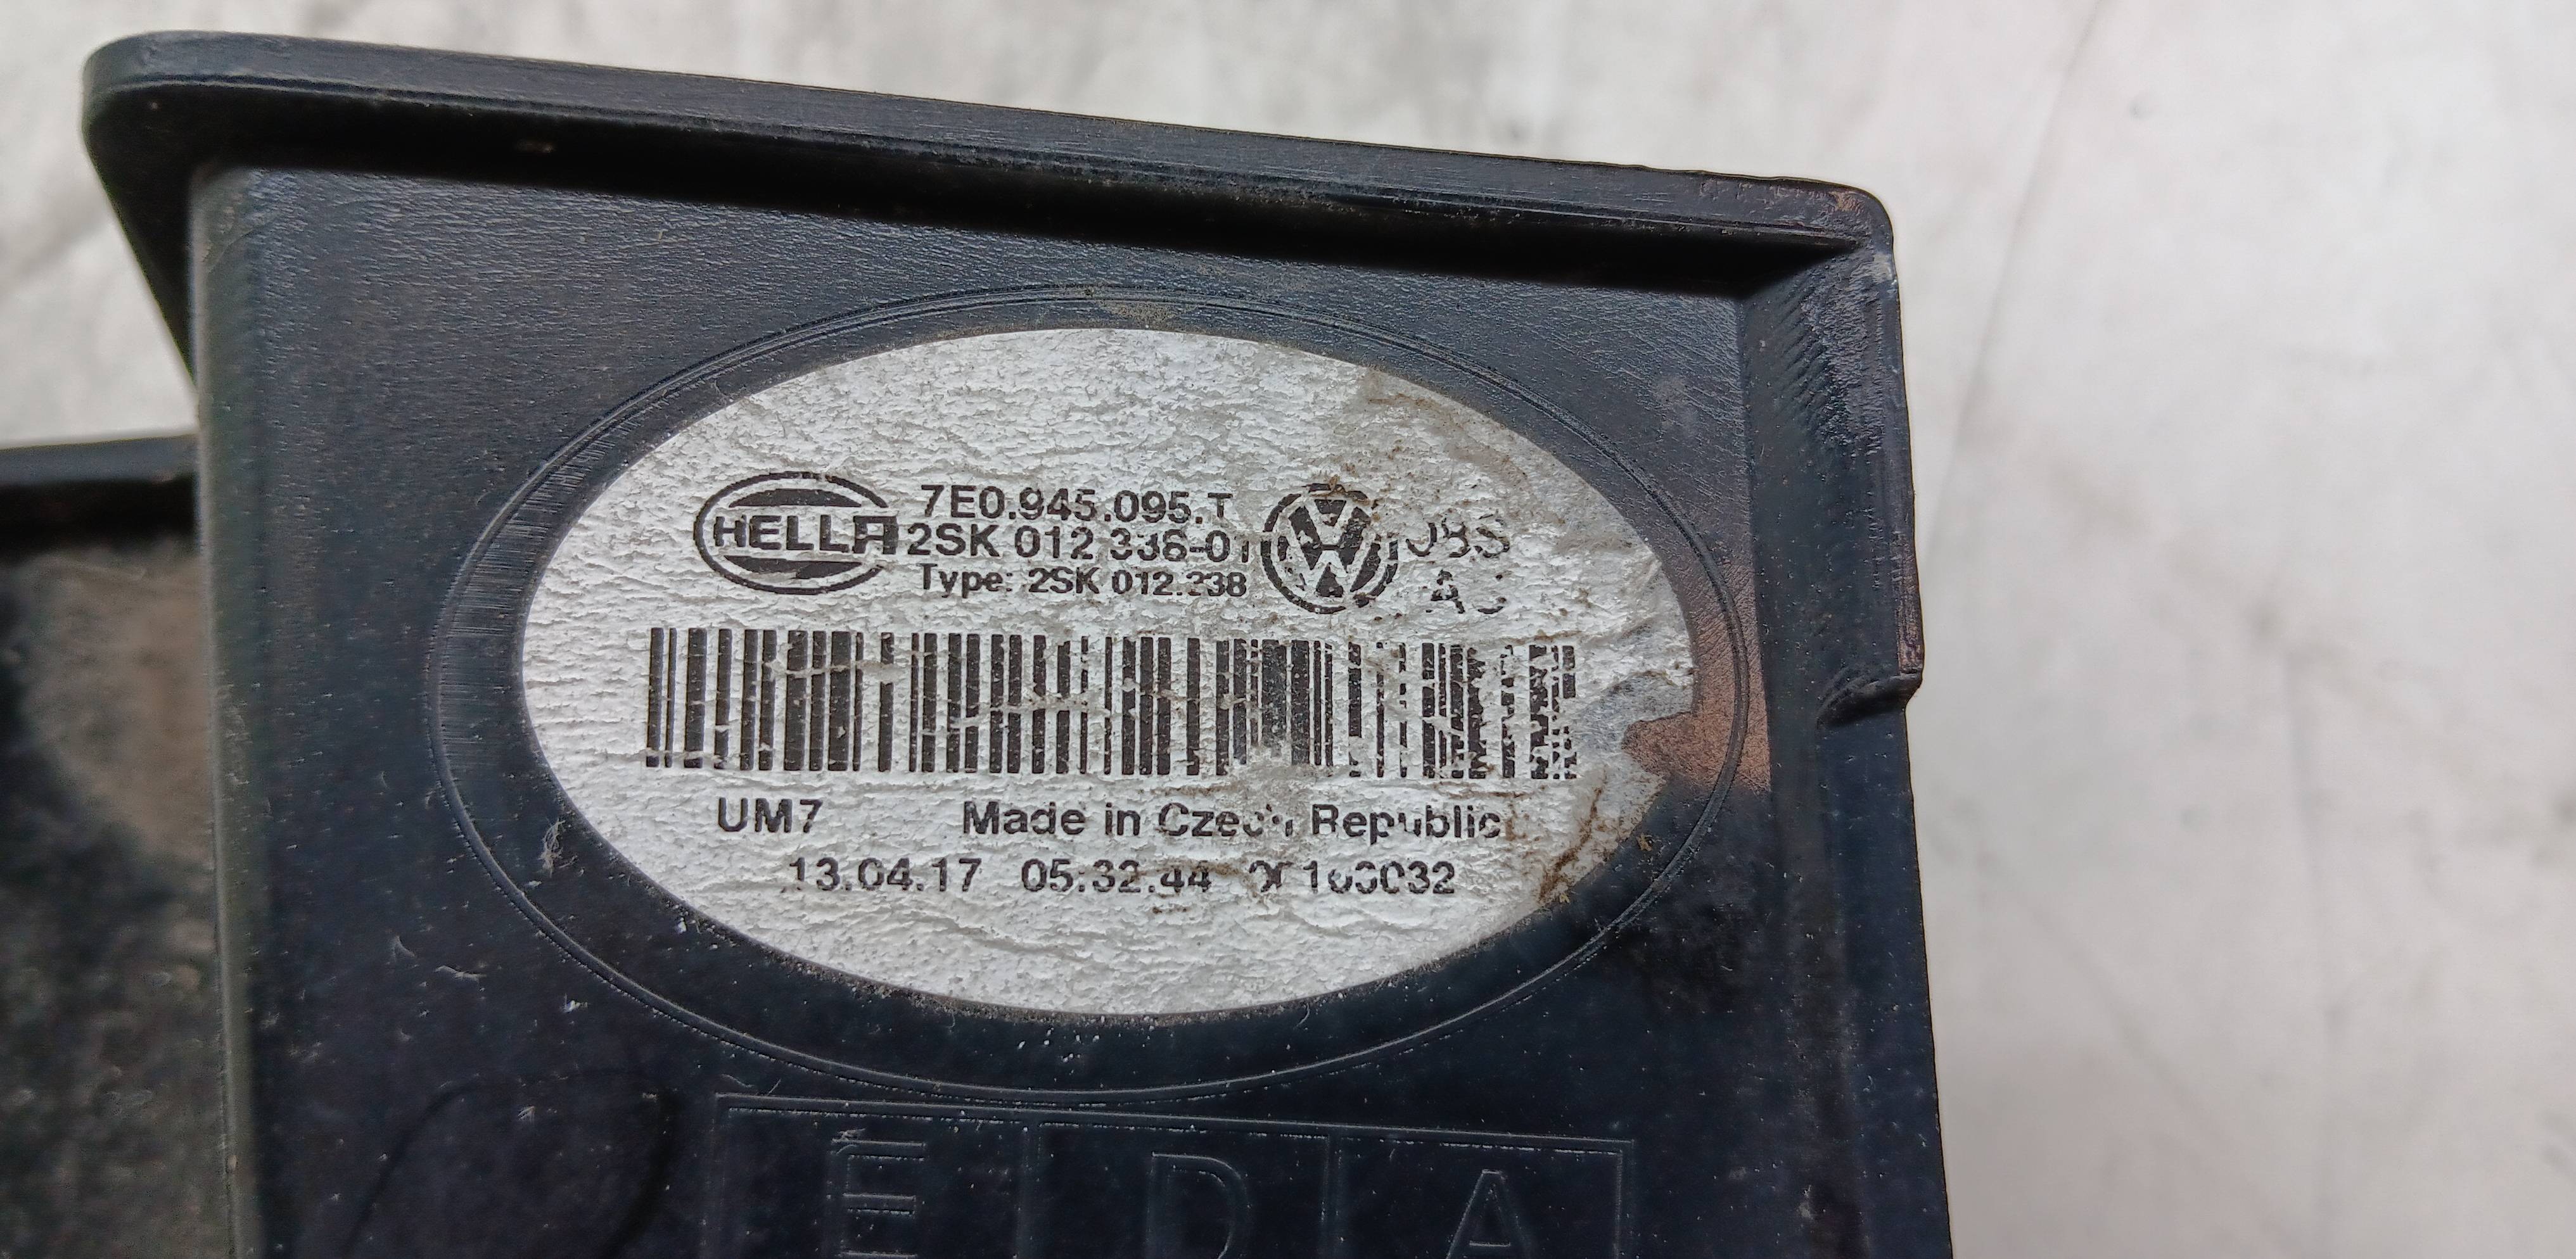 HELLA
7E0.945.095.T
2SK 012 338-01
Type: 2SK 012.338
UM7 Made in Czech Republic
13.04.17 05:32:44
E D A